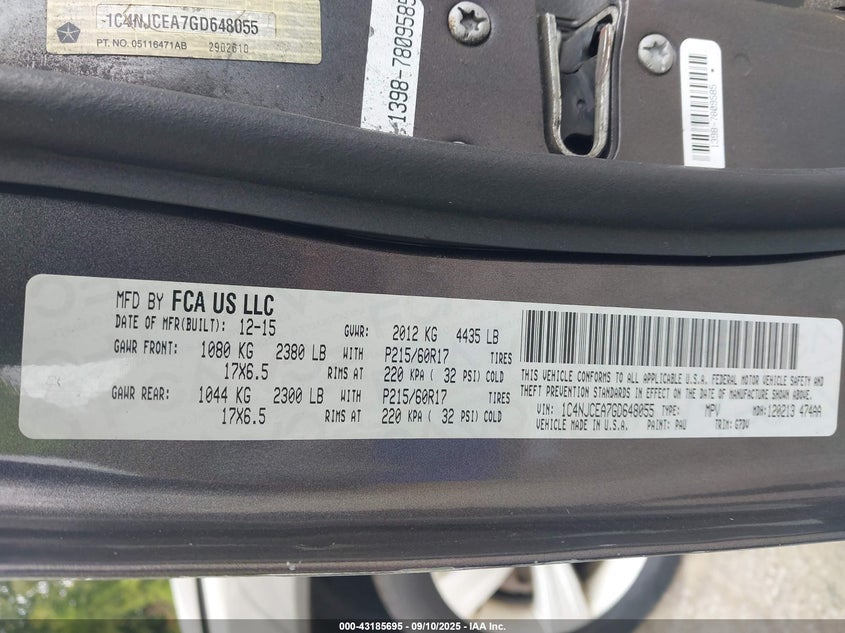 -1C4NJCEA7GD648055
PT. NO. 05116471AB 2902610
1398-7809585
1398-7809585 *
MFD BY FCA US LLC
DATE OF MFR(BUILT): 12-15 GVWR: 2012 KG 4435 LB
GAWR FRONT: 1080 KG 2380 LB WITH P215/60R17 TIRES
17X6.5 RIMS AT 220 KPA ( 32 PSI) COLD
GAWR REAR: 1044 KG 2300 LB WITH P215/60R17 TIRES
17X6.5 RIMS AT 220 KPA ( 32 PSI) COLD
THIS VEHICLE CONFORMS TO ALL APPLICABLE U.S.A. FEDERAL MOTOR VEHICLE SAFETY AND
THEFT PREVENTION STANDARDS IN EFFECT ON THE DATE OF MANUFACTURE SHOWN ABOVE.
VIN: 1C4NJCEA7GD648055 TYPE: MPV MDH: 120213 474AA
VEHICLE MADE IN U.S.A. PAINT: PAU TRIM: G7DV
000-43185695 - 09/10/2025 - IAA Inc.